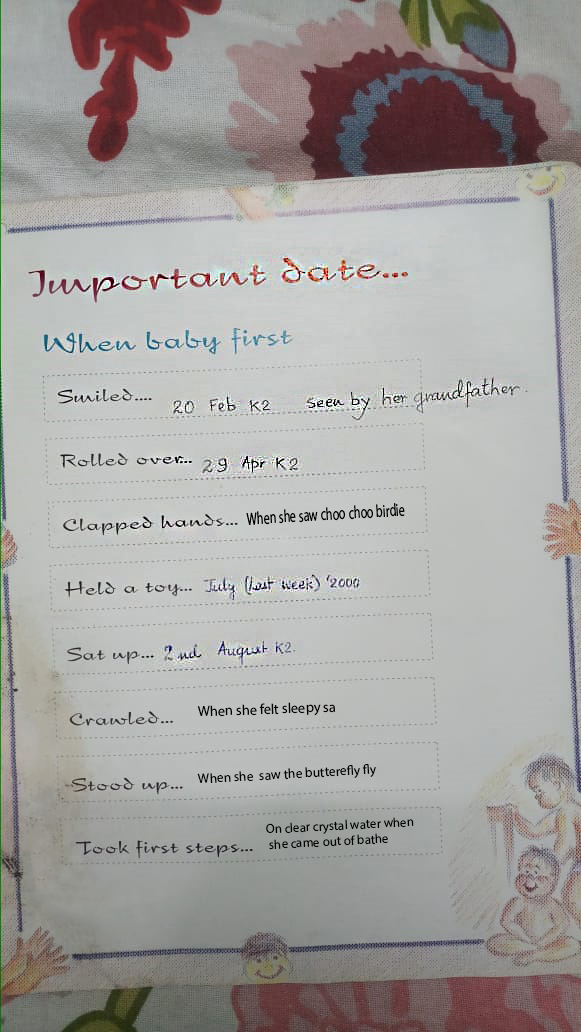 Important date...
When baby first
Smiled.... 20 Feb K2 seen by her grandfather.
Rolled over... 29 Apr K2
Clapped hands... When she saw choo choo birdie
Held a toy... July (last week) '2000
Sat up... 2nd August K2.
Crawled... When she felt sleepy sa
Stood up... When she saw the butterefly fly
Took first steps... On clear crystal water when
she came out of bathe